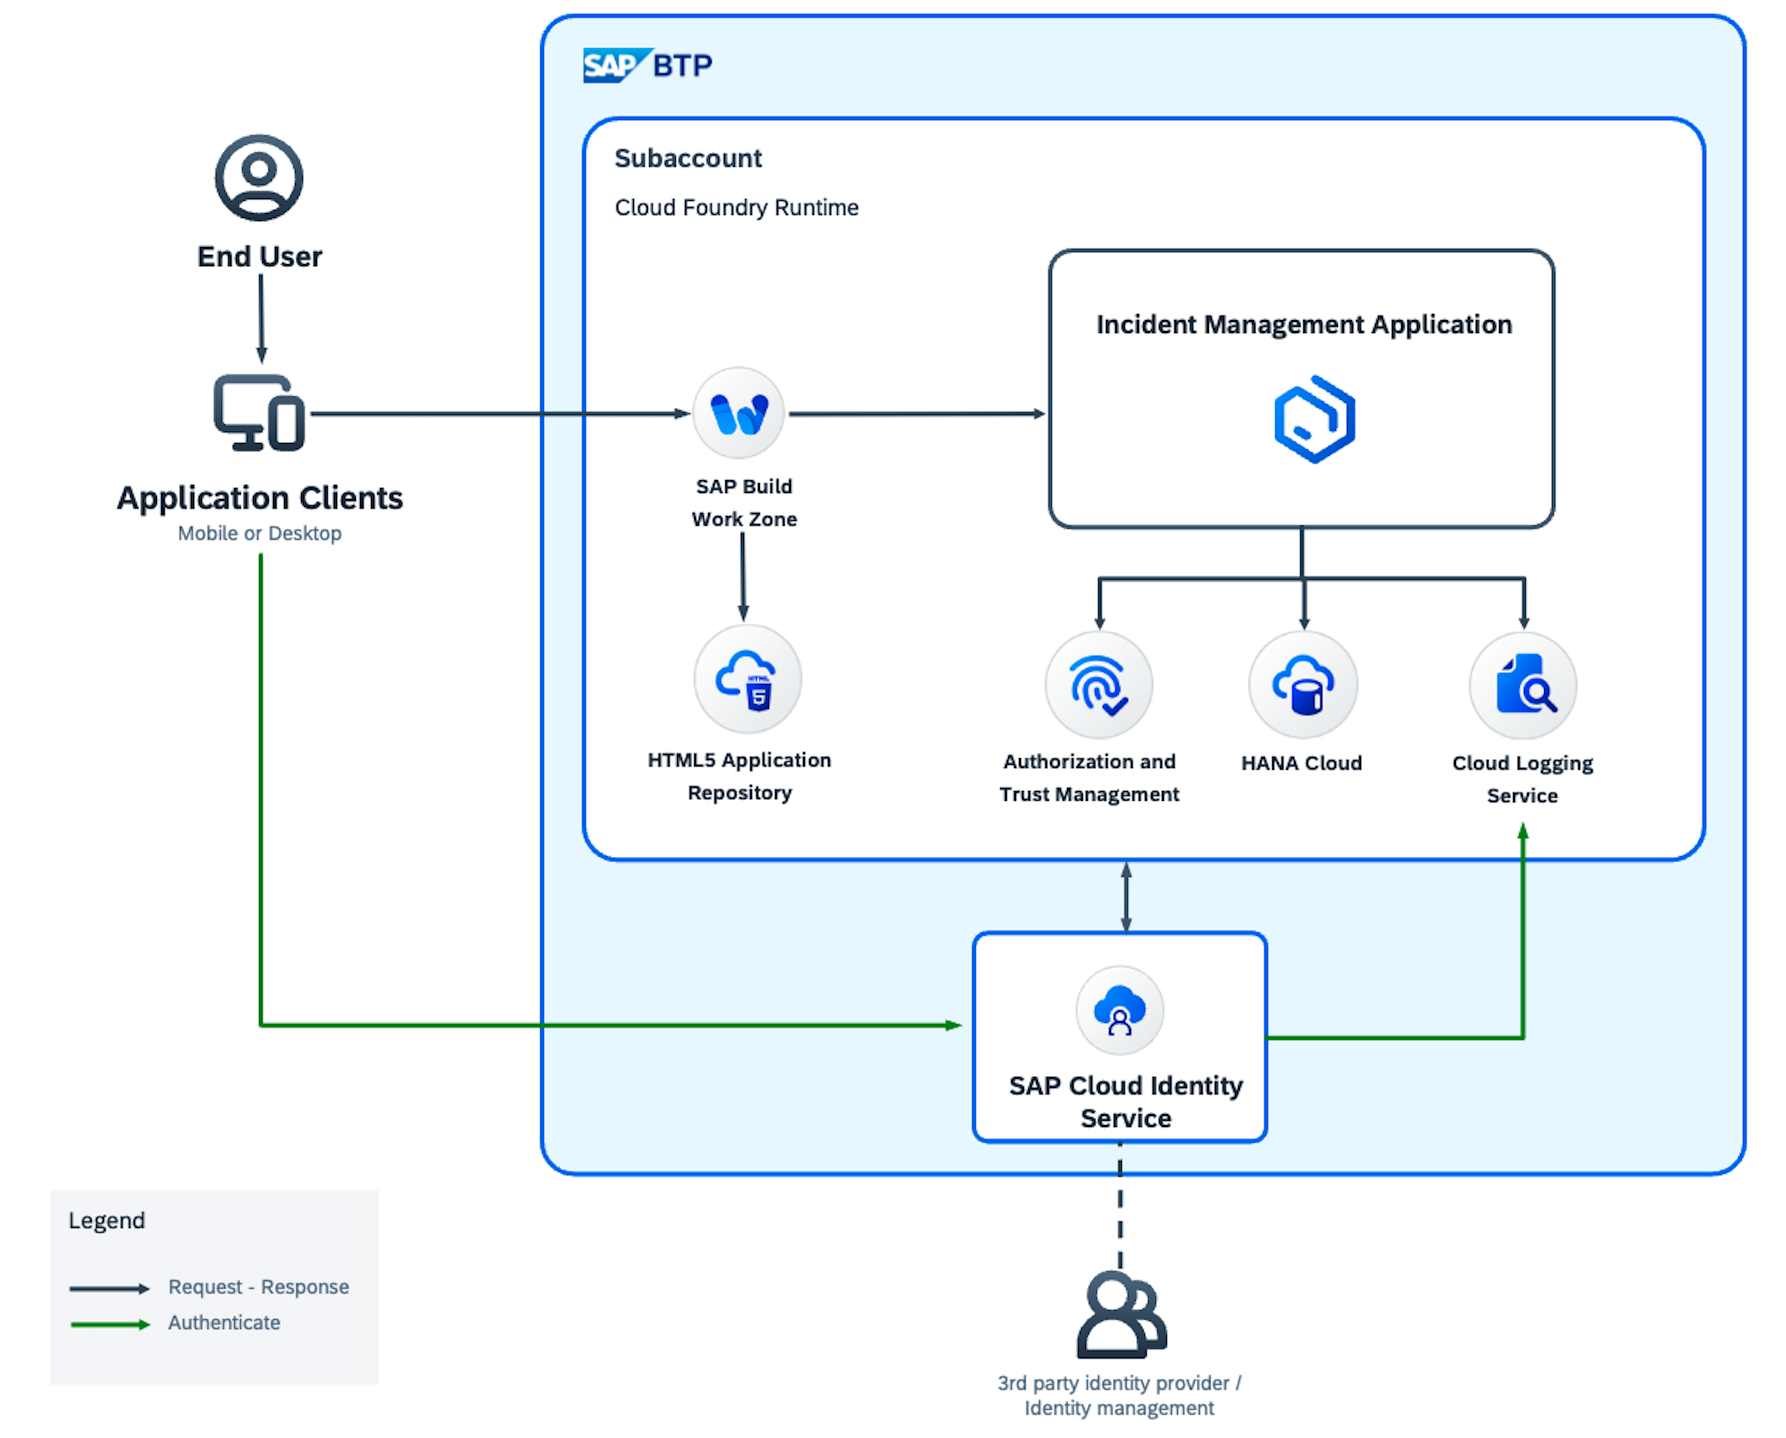 SAP BTP
Subaccount
Cloud Foundry Runtime
End User
Incident Management Application
Application Clients
Mobile or Desktop
SAP Build
Work Zone
HTML
5
HTML5 Application
Repository
Authorization and
Trust Management
HANA Cloud
Cloud Logging
Service
SAP Cloud Identity
Service
Legend
Request - Response
Authenticate
3rd party identity provider /
Identity management